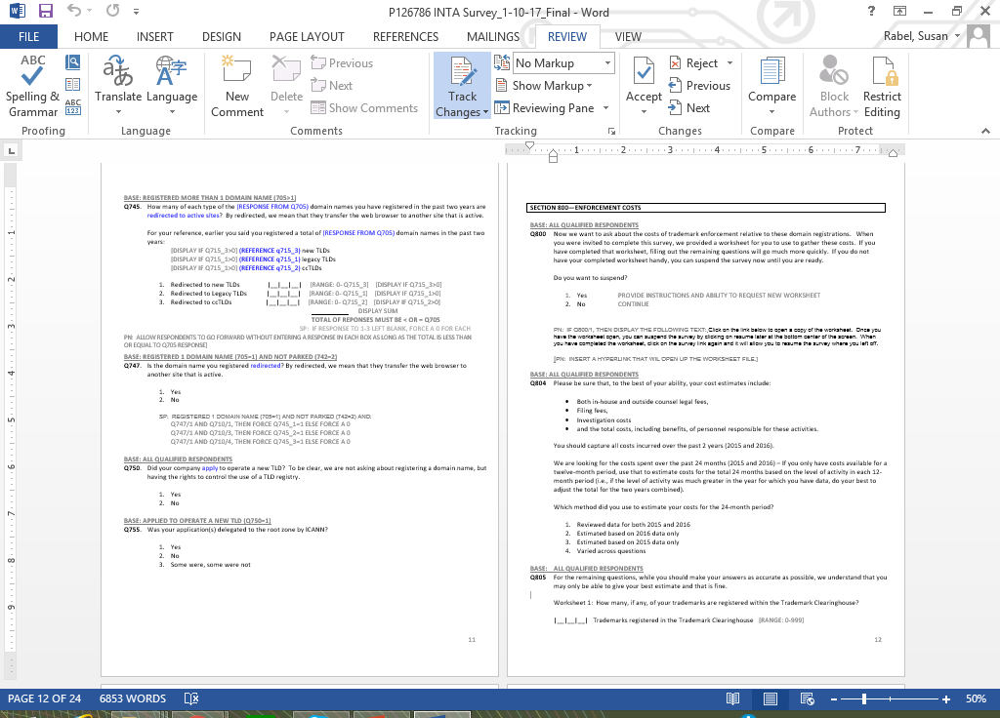 P126786 INTA Survey_1-10-17_Final - Word
FILE HOME INSERT DESIGN PAGE LAYOUT REFERENCES MAILINGS REVIEW VIEW Rabel, Susan
ABC
Spelling & Grammar
ABC
123
Proofing
Translate
Language
Language
New Comment
Delete
Previous
Next
Show Comments
Comments
Track Changes
No Markup
Show Markup
Reviewing Pane
Tracking
Accept
Reject
Previous
Next
Changes
Compare
Compare
Block Authors
Restrict Editing
Protect
L
1 2 3 4 5 6 7
1
2
3
4
5
6
7
8
9
BASE: REGISTERED MORE THAN 1 DOMAIN NAME (705>1)
Q745. How many of each type of the (RESPONSE FROM Q705) domain names you have registered in the past two years are
redirected to active sites? By redirected, we mean that they transfer the web browser to another site that is active.
For your reference, earlier you said you registered a total of (RESPONSE FROM Q705) domain names in the past two
years:
[DISPLAY IF Q715_3>0] (REFERENCE q715_3) new TLDs
[DISPLAY IF Q715_1>0] (REFERENCE q715_1) legacy TLDs
[DISPLAY IF Q715_1>0] (REFERENCE q715_2) ccTLDs
1. Redirected to new TLDs |__|__|__| [RANGE: 0- Q715_3] [DISPLAY IF Q715_3>0]
2. Redirected to Legacy TLDs |__|__|__| [RANGE: 0- Q715_1] [DISPLAY IF Q715_1>0]
3. Redirected to ccTLDs |__|__|__| [RANGE: 0- Q715_2] [DISPLAY IF Q715_2>0]
DISPLAY SUM
TOTAL OF REPONSES MUST BE < OR = Q705
SP: IF RESPONSE TO 1-3 LEFT BLANK, FORCE A 0 FOR EACH
PN: ALLOW RESPONDENTS TO GO FORWARD WITHOUT ENTERING A RESPONSE IN EACH BOX AS LONG AS THE TOTAL IS LESS THAN
OR EQUAL TO Q705 RESPONSE]
BASE: REGISTERED 1 DOMAIN NAME (705=1) AND NOT PARKED (742=2)
Q747. Is the domain name you registered redirected? By redirected, we mean that they transfer the web browser to
another site that is active.
1. Yes
2. No
SP: REGISTERED 1 DOMAIN NAME (705=1) AND NOT PARKED (742=2) AND:
Q747/1 AND Q710/1, THEN FORCE Q745_1=1 ELSE FORCE A 0
Q747/1 AND Q710/3, THEN FORCE Q745_2=1 ELSE FORCE A 0
Q747/1 AND Q710/4, THEN FORCE Q745_3=1 ELSE FORCE A 0
BASE: ALL QUALIFIED RESPONDENTS
Q750. Did your company apply to operate a new TLD? To be clear, we are not asking about registering a domain name, but
having the rights to control the use of a TLD registry.
1. Yes
2. No
BASE: APPLIED TO OPERATE A NEW TLD (Q750=1)
Q755. Was your application(s) delegated to the root zone by ICANN?
1. Yes
2. No
3. Some were, some were not
11
SECTION 800—ENFORCEMENT COSTS
BASE: ALL QUALIFIED RESPONDENTS
Q800 Now we want to ask about the costs of trademark enforcement relative to these domain registrations. When
you were invited to complete this survey, we provided a worksheet for you to use to gather these costs. If you
have completed that worksheet, filling out the remaining questions will go much more quickly. If you do not
have your completed worksheet handy, you can suspend the survey now until you are ready.
Do you want to suspend?
1. Yes PROVIDE INSTRUCTIONS AND ABILITY TO REQUEST NEW WORKSHEET
2. No CONTINUE
PN: IF Q800/1, THEN DISPLAY THE FOLLOWING TEXT: Click on the link below to open a copy of the worksheet. Once you
have the worksheet open, you can suspend the survey by clicking on resume later at the bottom center of the screen. When
you have completed the worksheet, click on the survey link again and it will allow you to resume the survey where you left off.
[PN: INSERT A HYPERLINK THAT WIL OPEN UP THE WORKSHEET FILE.]
BASE: ALL QUALIFIED RESPONDENTS
Q804 Please be sure that, to the best of your ability, your cost estimates include:
• Both in-house and outside counsel legal fees,
• Filing fees,
• Investigation costs
• and the total costs, including benefits, of personnel responsible for these activities.
You should capture all costs incurred over the past 2 years (2015 and 2016).
We are looking for the costs spent over the past 24 months (2015 and 2016) – If you only have costs available for a
twelve-month period, use that to estimate costs for the total 24 months based on the level of activity in each 12-
month period (i.e., if the level of activity was much greater in the year for which you have data, do your best to
adjust the total for the two years combined).
Which method did you use to estimate your costs for the 24-month period?
1. Reviewed data for both 2015 and 2016
2. Estimated based on 2016 data only
3. Estimated based on 2015 data only
4. Varied across questions
BASE: ALL QUALIFIED RESPONDENTS
Q805 For the remaining questions, while you should make your answers as accurate as possible, we understand that you
may only be able to give your best estimate and that is fine.
Worksheet 1: How many, if any, of your trademarks are registered within the Trademark Clearinghouse?
|__|__|__| Trademarks registered in the Trademark Clearinghouse [RANGE: 0-999]
12
PAGE 12 OF 24 6853 WORDS 50%